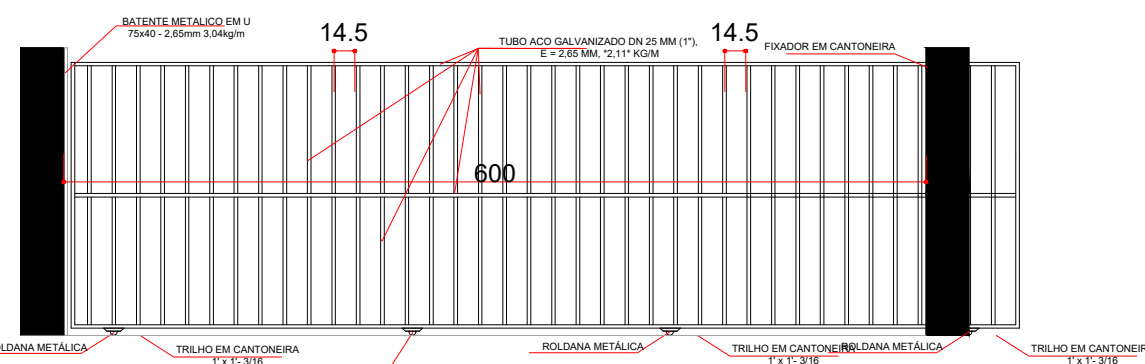 BATENTE METALICO EM U
75x40 - 2,65mm 3,04kg/m
14.5
TUBO ACO GALVANIZADO DN 25 MM (1"),
E = 2,65 MM, *2,11* KG/M
14.5
FIXADOR EM CANTONEIRA
600
OLDANA METÁLICA
TRILHO EM CANTONEIRA
1' x 1'- 3/16
ROLDANA METÁLICA
TRILHO EM CANTONEIRA
1' x 1'- 3/16
ROLDANA METÁLICA
TRILHO EM CANTONEIR
1' x 1'- 3/16